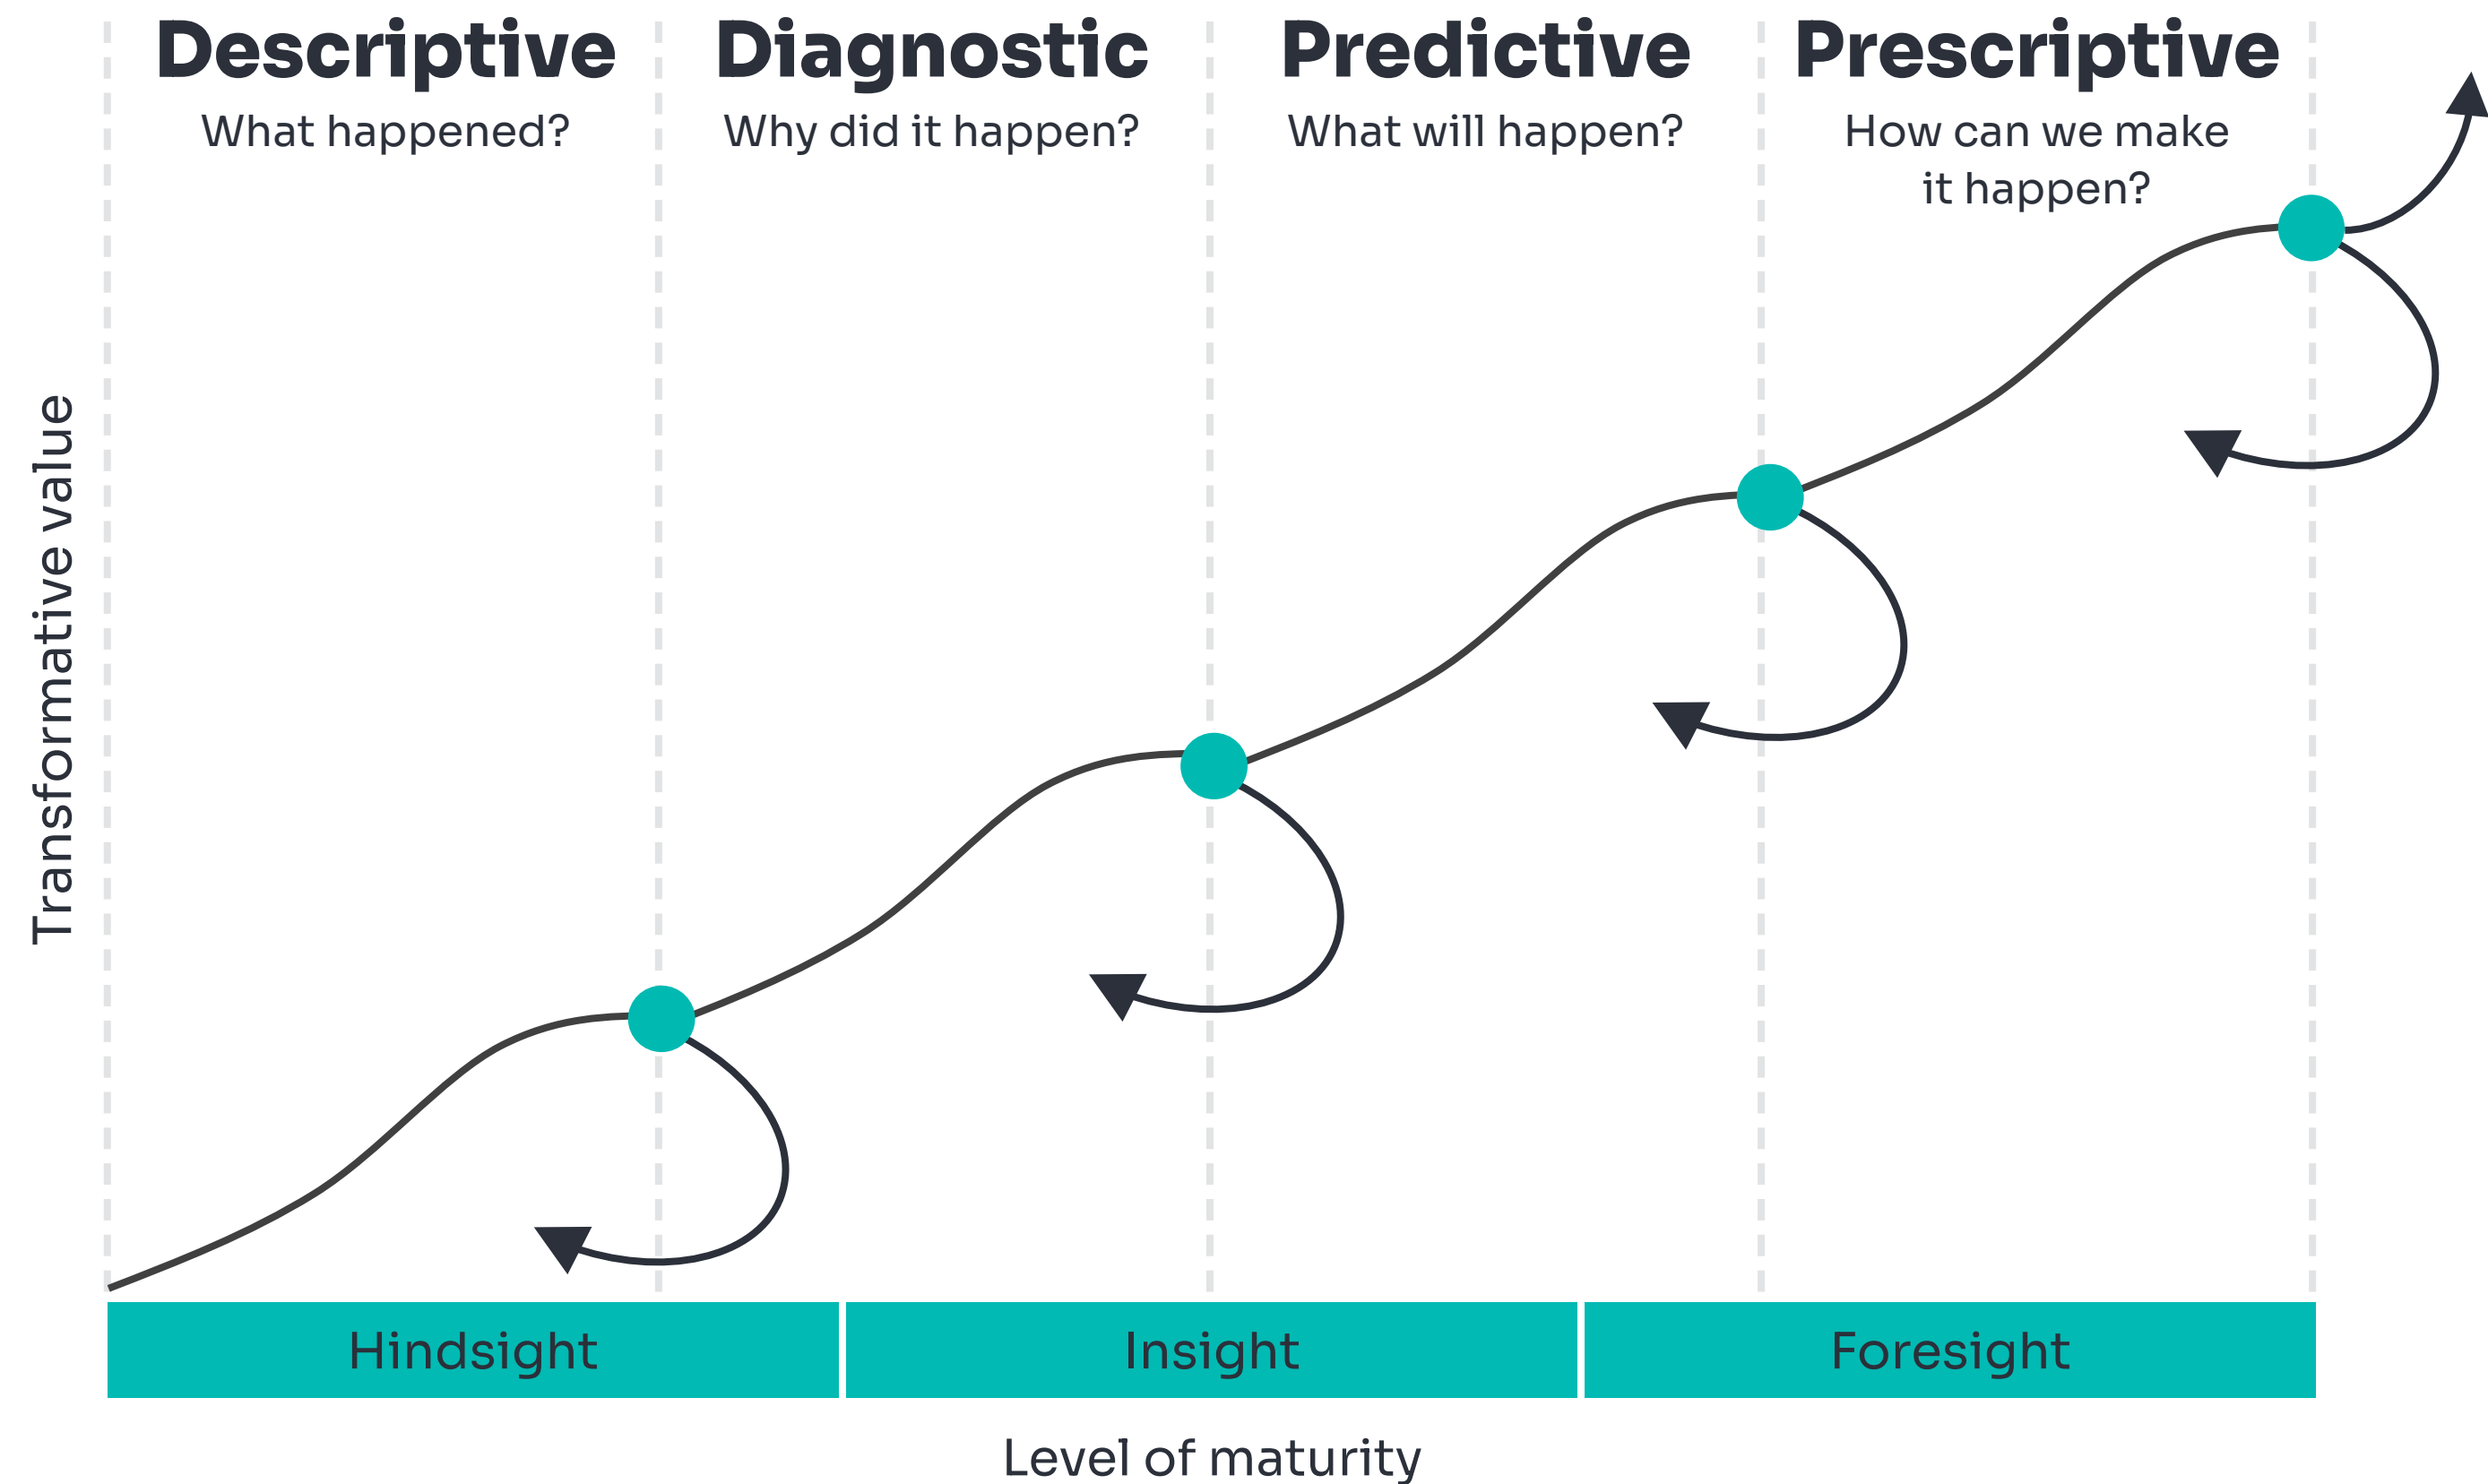 Descriptive
What happened?
Diagnostic
Why did it happen?
Predictive
What will happen?
Prescriptive
How can we make
it happen?
Transformative value
Hindsight
Insight
Foresight
Level of maturity